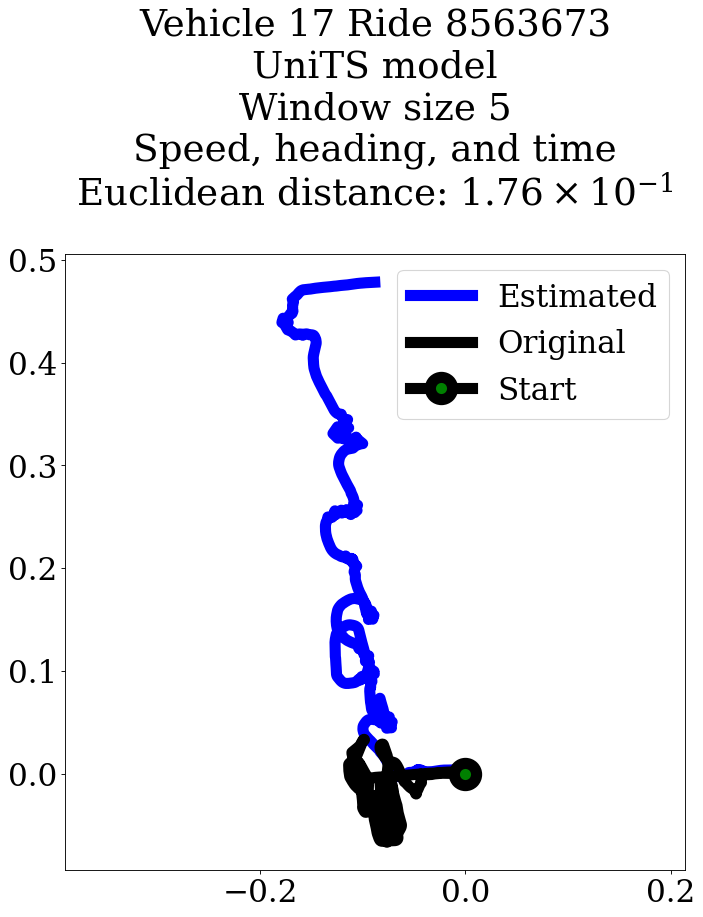 Vehicle 17 Ride 8563673
UniTS model
Window size 5
Speed, heading, and time
Euclidean distance: 1.76 × 10⁻¹
0.5
0.4
0.3
0.2
0.1
0.0
Estimated
Original
Start
−0.2 0.0 0.2